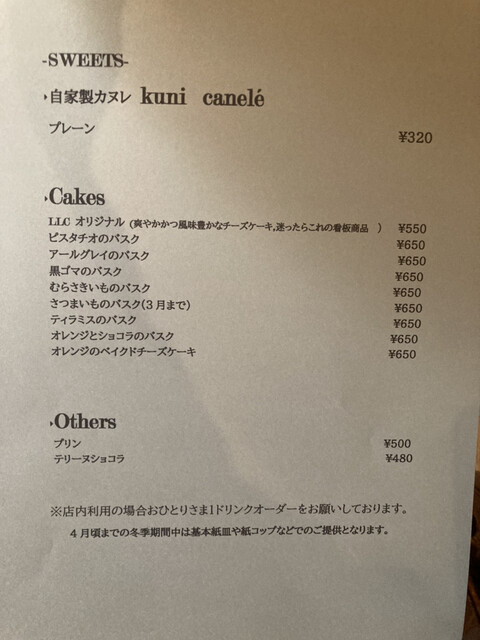 -SWEETS-
・自家製カヌレ kuni canelé
プレーン ¥320
・Cakes
LLC オリジナル (爽やかかつ風味豊かなチーズケーキ,迷ったらこれの看板商品 ) ¥550
ピスタチオのバスク ¥650
アールグレイのバスク ¥650
黒ゴマのバスク ¥650
むらさきいものバスク ¥650
さつまいものバスク(3月まで) ¥650
ティラミスのバスク ¥650
オレンジとショコラのバスク ¥650
オレンジのベイクドチーズケーキ ¥650
・Others
プリン ¥500
テリーヌショコラ ¥480
※店内利用の場合おひとりさま1ドリンクオーダーをお願いしております。
4月頃までの冬季期間中は基本紙皿や紙コップなどでのご提供となります。